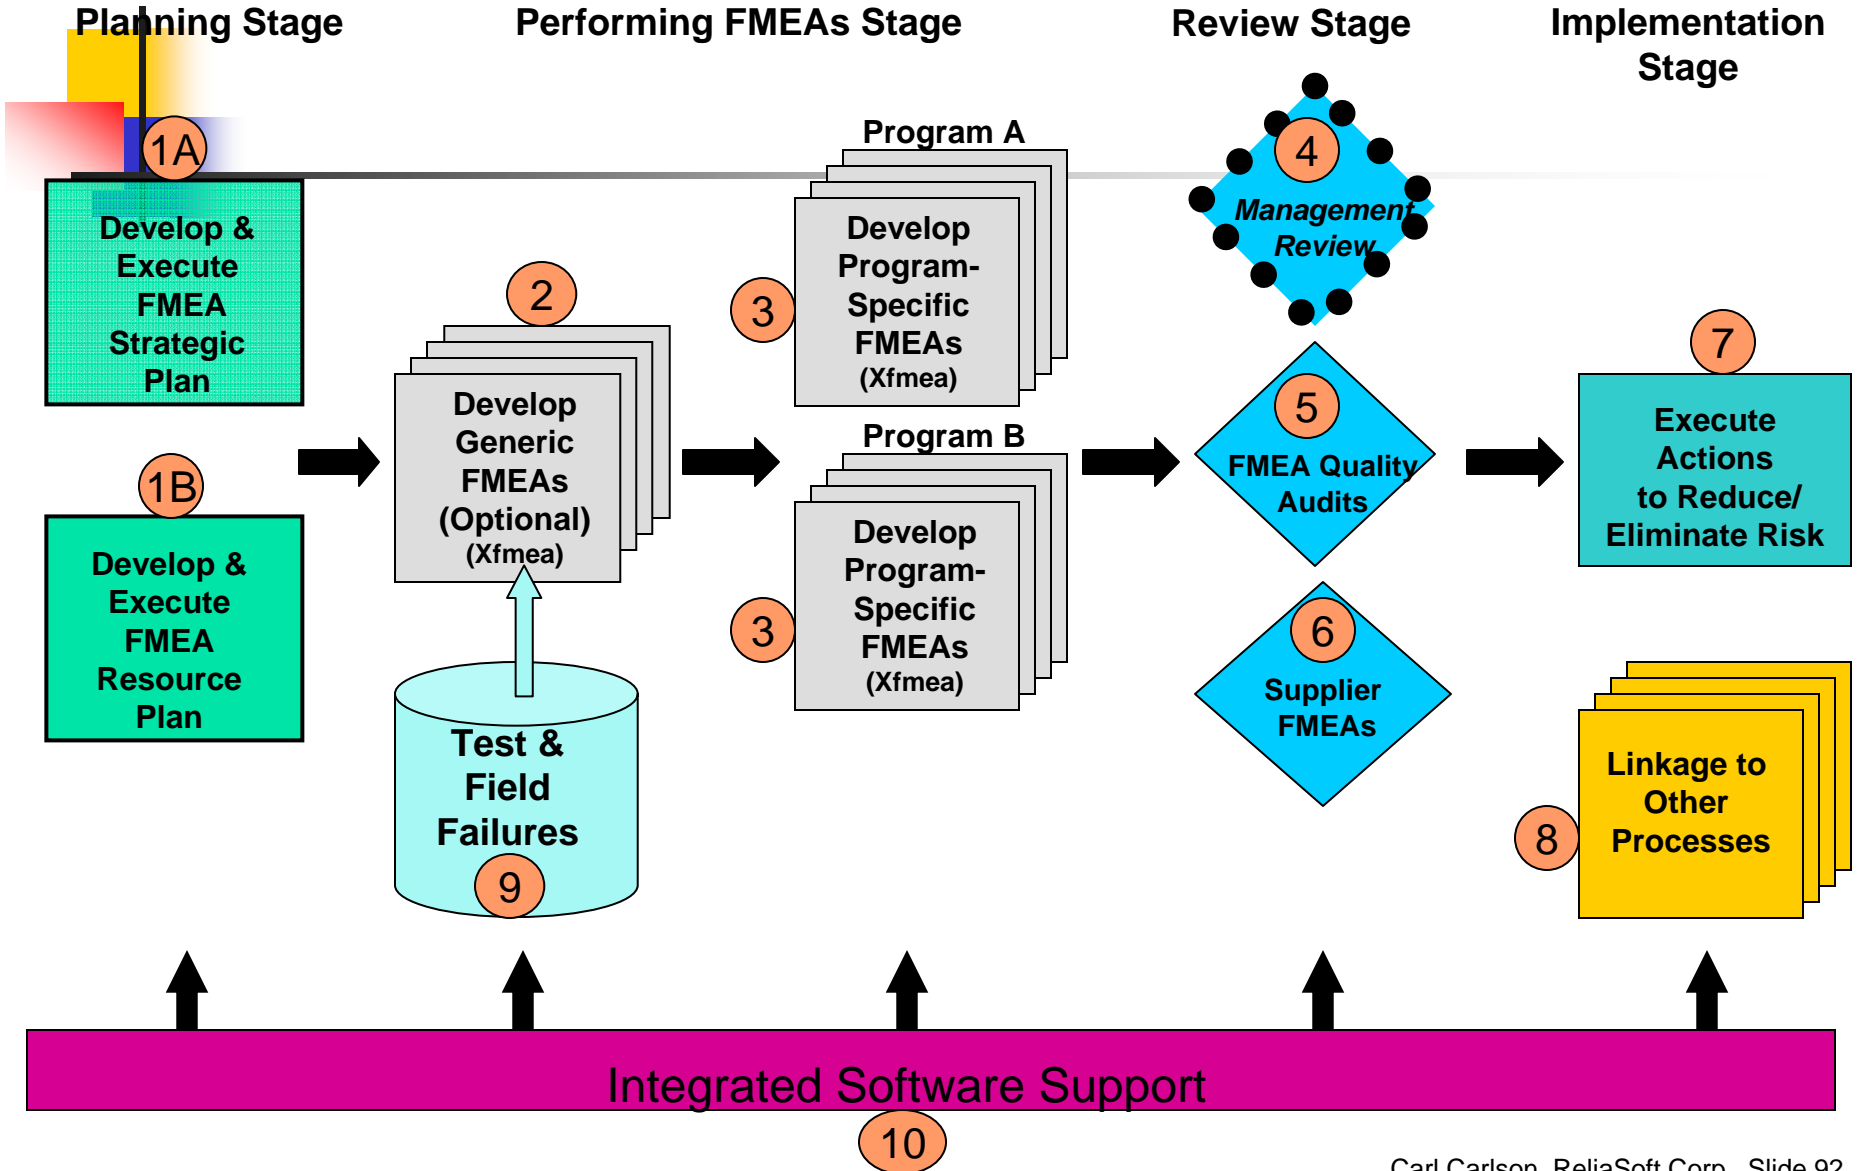 Planning Stage
Performing FMEAs Stage
Review Stage
Implementation
Stage
1A
Develop &
Execute
FMEA
Strategic
Plan
1B
Develop &
Execute
FMEA
Resource
Plan
2
Develop
Generic
FMEAs
(Optional)
(Xfmea)
Test &
Field
Failures
9
Program A
3
Develop
Program-
Specific
FMEAs
(Xfmea)
Program B
3
Develop
Program-
Specific
FMEAs
(Xfmea)
4
Management
Review
5
FMEA Quality
Audits
6
Supplier
FMEAs
7
Execute
Actions
to Reduce/
Eliminate Risk
8
Linkage to
Other
Processes
Integrated Software Support
10
Carl Carlson, ReliaSoft Corp., Slide 92